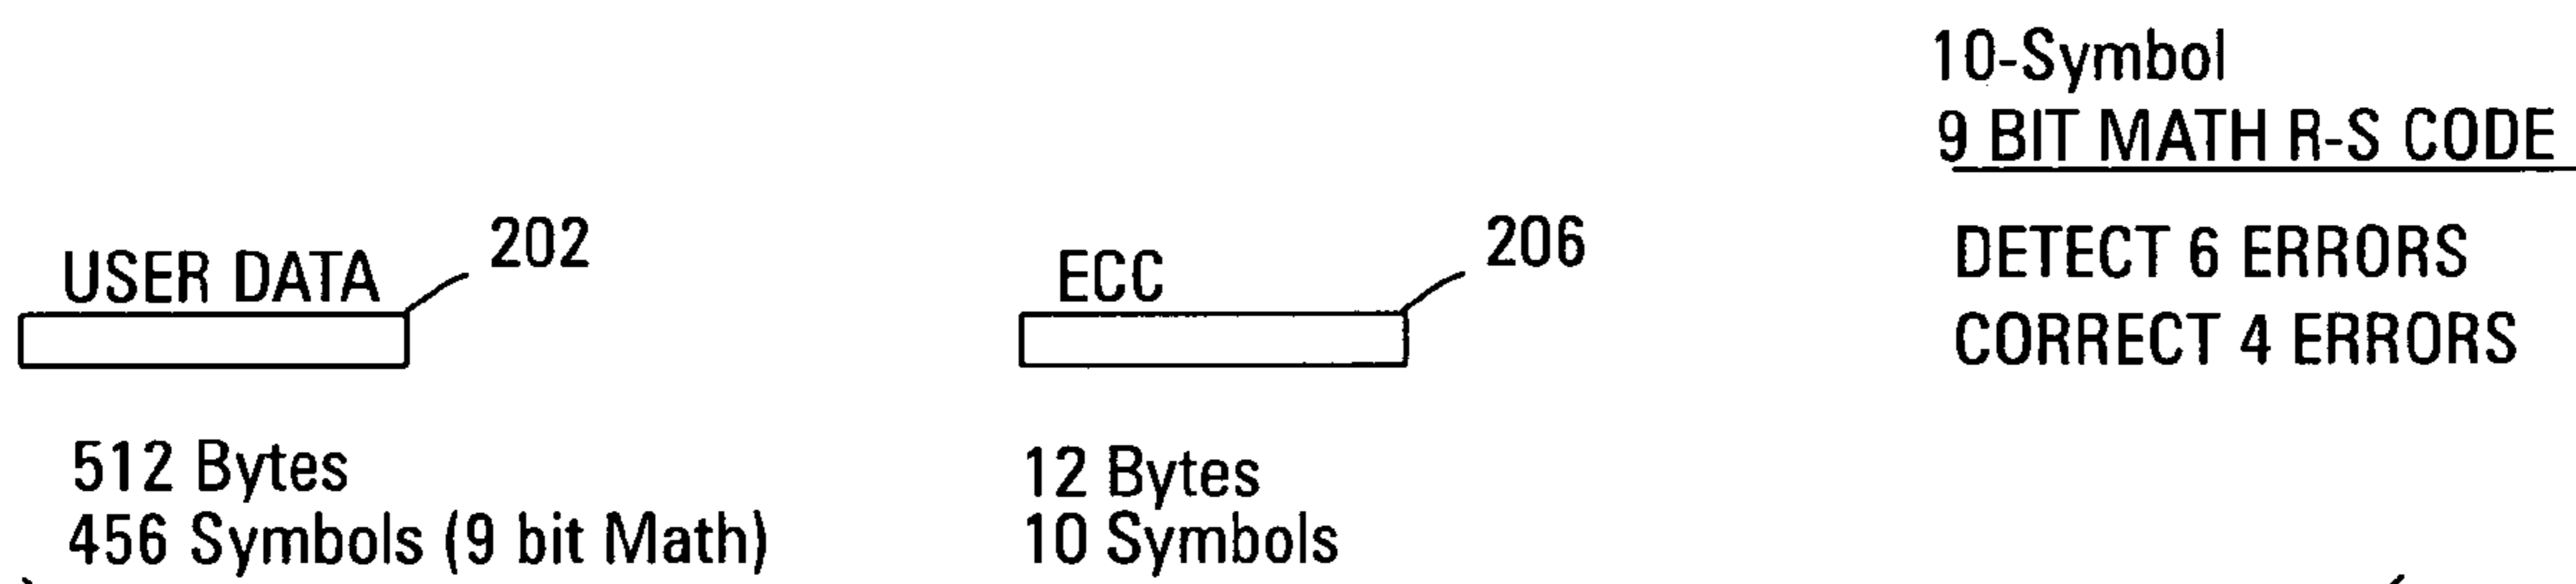 10-Symbol
9 BIT MATH R-S CODE
USER DATA
202
ECC
206
DETECT 6 ERRORS
CORRECT 4 ERRORS
512 Bytes
456 Symbols (9 bit Math)
12 Bytes
10 Symbols